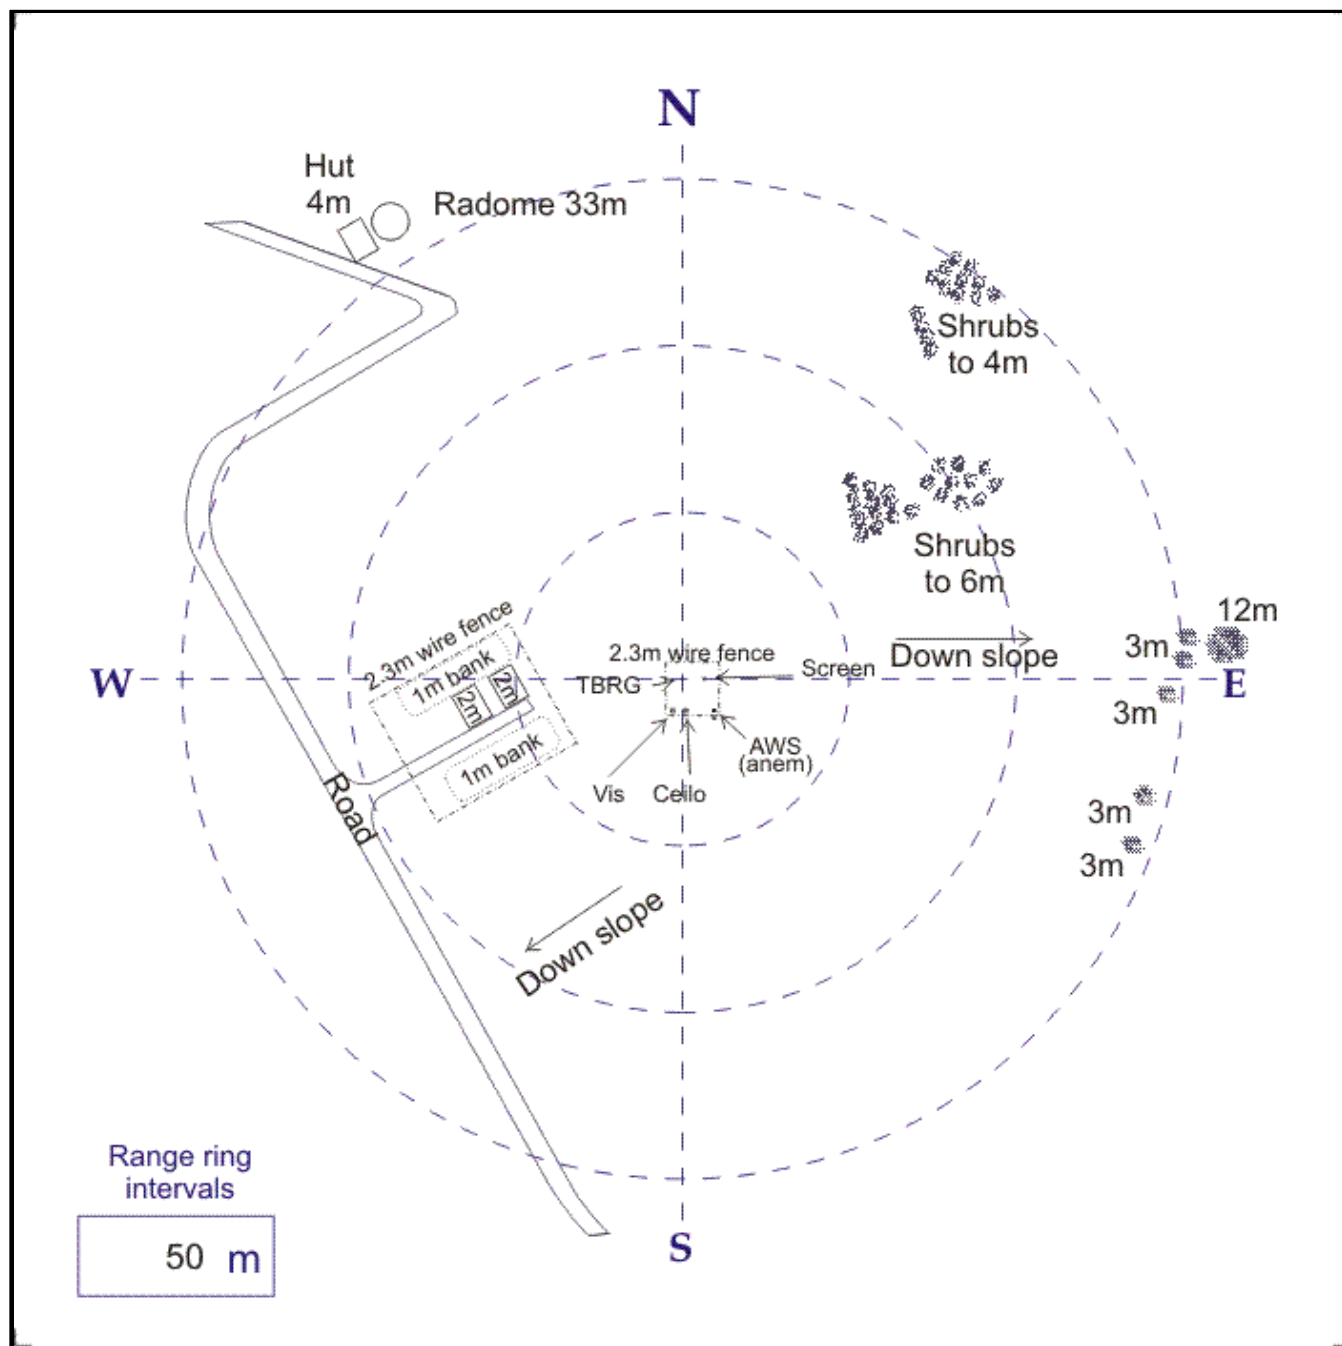 N
Hut
4m
Radome 33m
Shrubs
to 4m
Shrubs
to 6m
12m
3m
Down slope
E
3m
3m
3m
W
2.3m wire fence
1m bank
2m
2m
1m bank
2.3m wire fence
TBRG
Screen
AWS
(anem)
Vis
Ceilo
Road
Down slope
S
Range ring
intervals
50 m